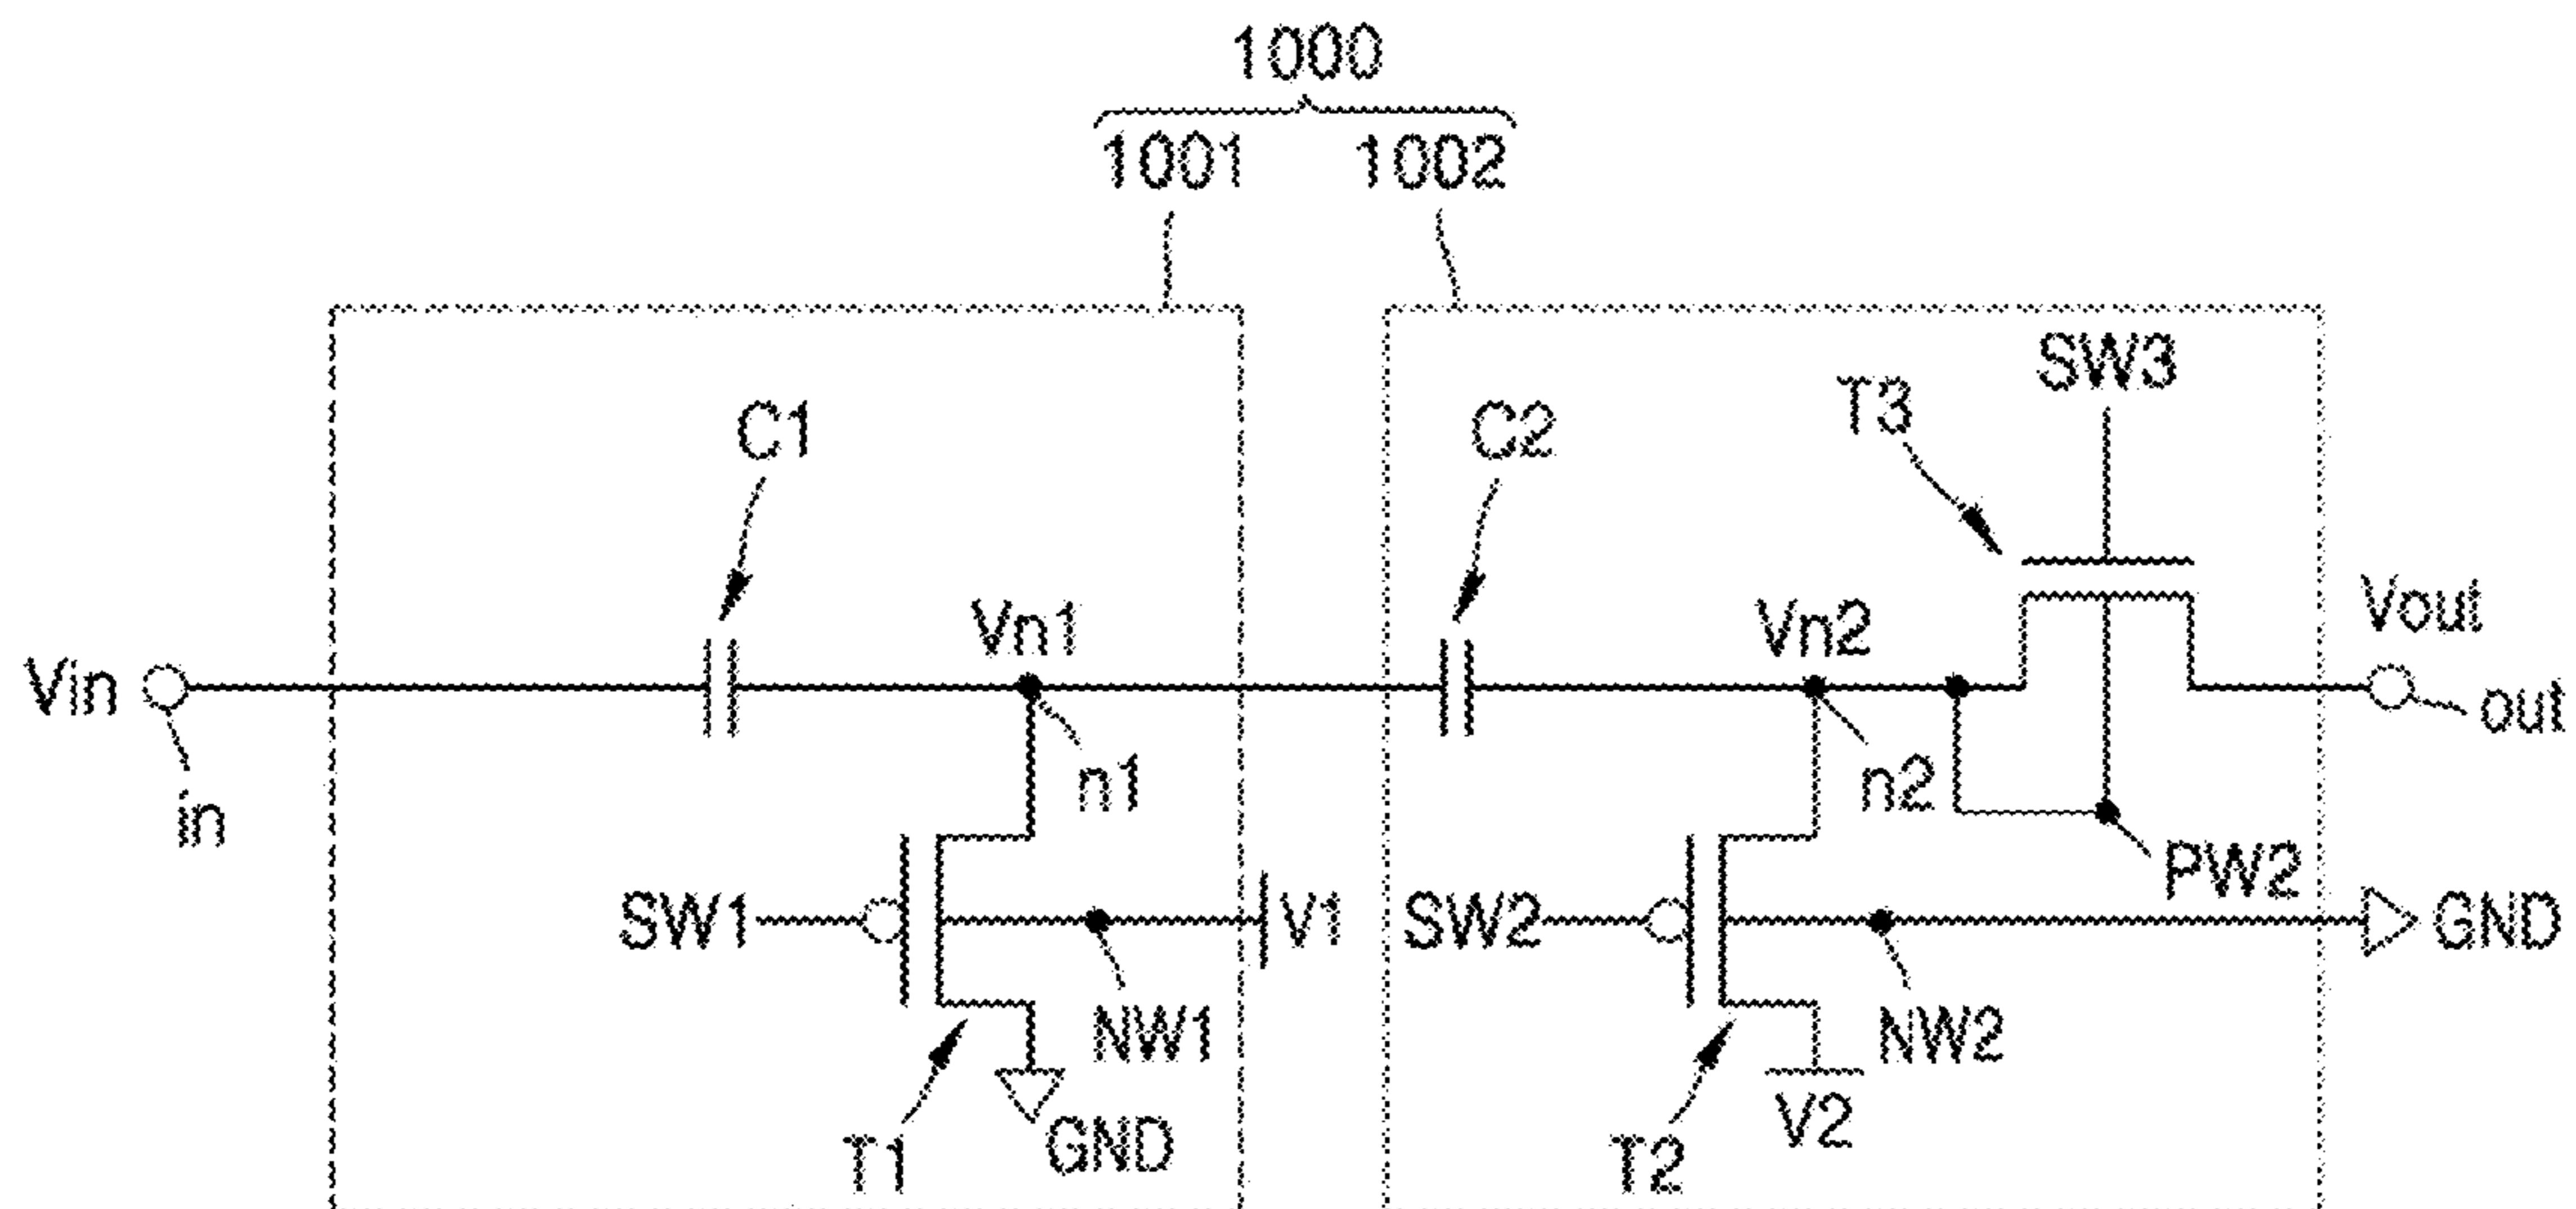 1000
1001 1002
SW3
T3
C1 C2
Vn1 Vn2 Vout
Vin
out
n1 n2
in
PW2
SW1 V1 SW2 GND
NW1 NW2
V2
T1 GND T2